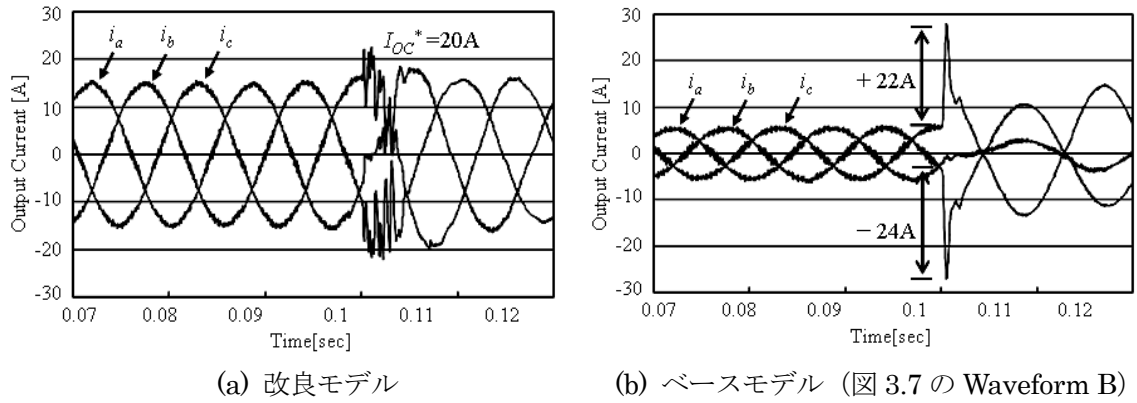 30
20
10
0
-10
-20
-30
Output Current [A]
i_a
i_b
i_c
I_OC* =20A
0.07
0.08
0.09
0.1
0.11
0.12
Time[sec]
(a) 改良モデル
30
20
10
0
-10
-20
-30
Output Current [A]
i_a
i_b
i_c
+22A
−24A
0.07
0.08
0.09
0.1
0.11
0.12
Time[sec]
(b) ベースモデル（図 3.7 の Waveform B）